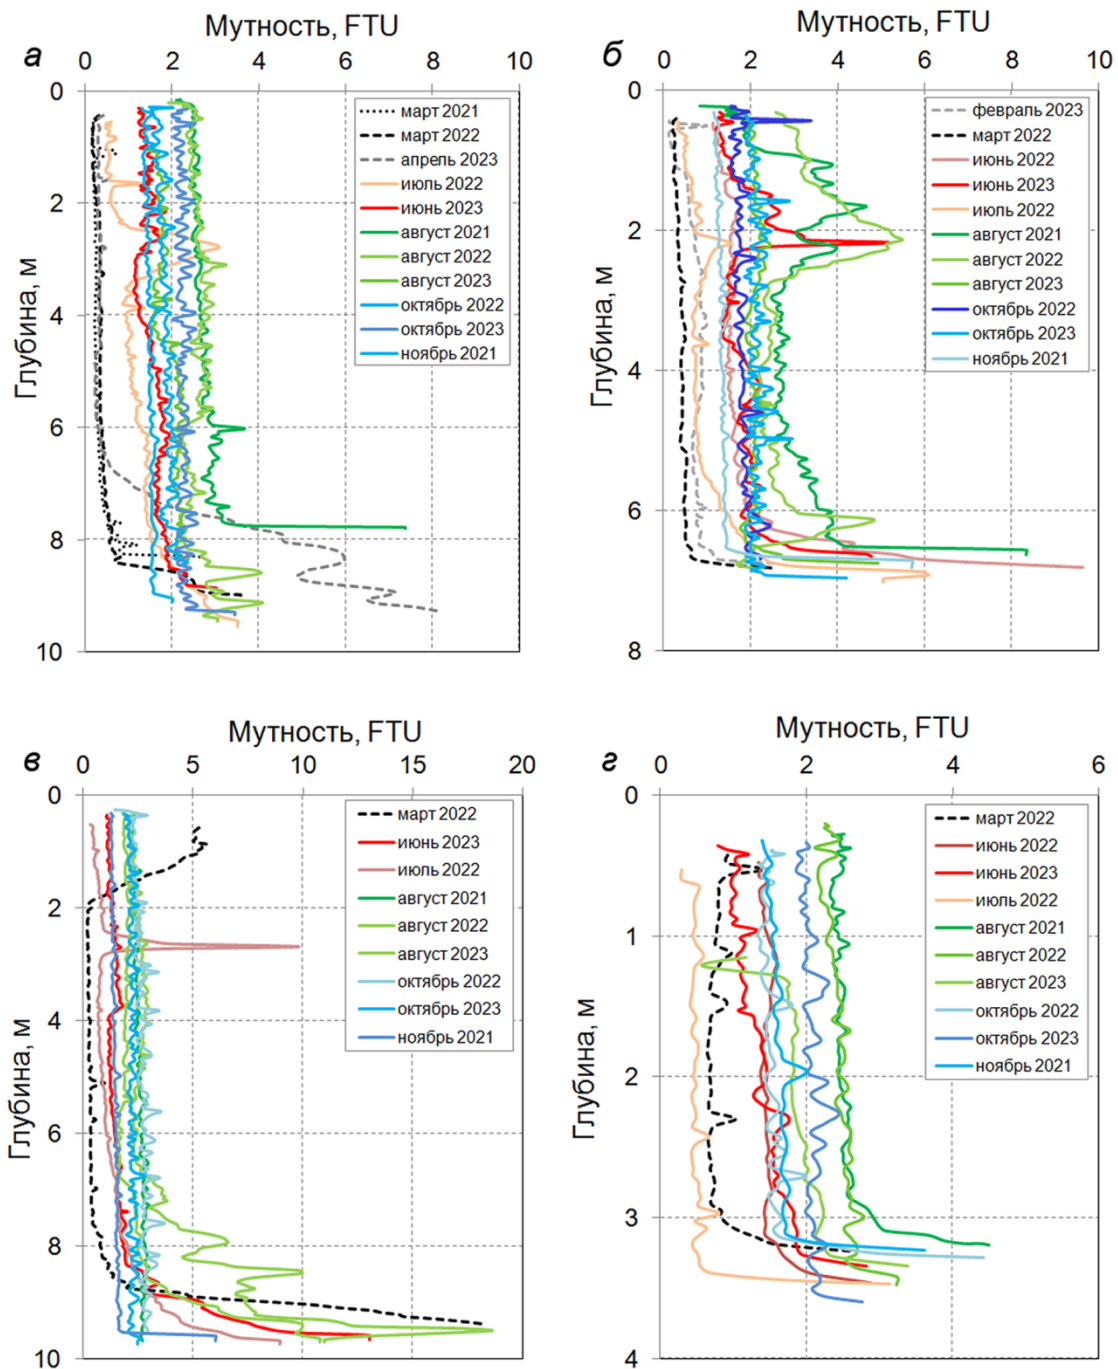 Мутность, FTU
а
0 2 4 6 8 10
0
2
4
6
8
10
Глубина, м
март 2021
март 2022
апрель 2023
июль 2022
июнь 2023
август 2021
август 2022
август 2023
октябрь 2022
октябрь 2023
ноябрь 2021
Мутность, FTU
б
0 2 4 6 8 10
0
2
4
6
8
Глубина, м
февраль 2023
март 2022
июнь 2022
июнь 2023
июль 2022
август 2021
август 2022
август 2023
октябрь 2022
октябрь 2023
ноябрь 2021
Мутность, FTU
в
0 5 10 15 20
0
2
4
6
8
10
Глубина, м
март 2022
июнь 2023
июль 2022
август 2021
август 2022
август 2023
октябрь 2022
октябрь 2023
ноябрь 2021
Мутность, FTU
г
0 2 4 6
0
1
2
3
4
Глубина, м
март 2022
июнь 2022
июнь 2023
июль 2022
август 2021
август 2022
август 2023
октябрь 2022
октябрь 2023
ноябрь 2021